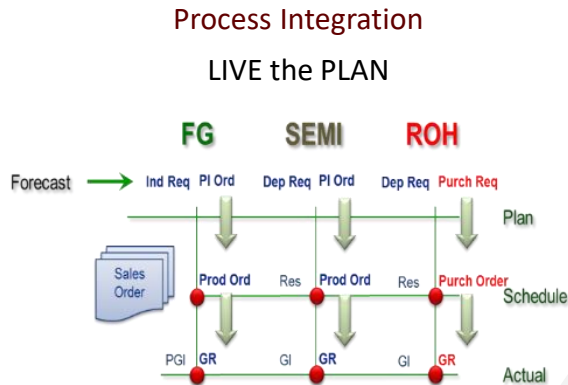 Process Integration
LIVE the PLAN
FG SEMI ROH
Forecast Ind Req Pl Ord Dep Req Pl Ord Dep Req Purch Req
Plan
Sales
Order
Prod Ord Res Prod Ord Res Purch Order
Schedule
PGI GR GI GR GI GR
Actual